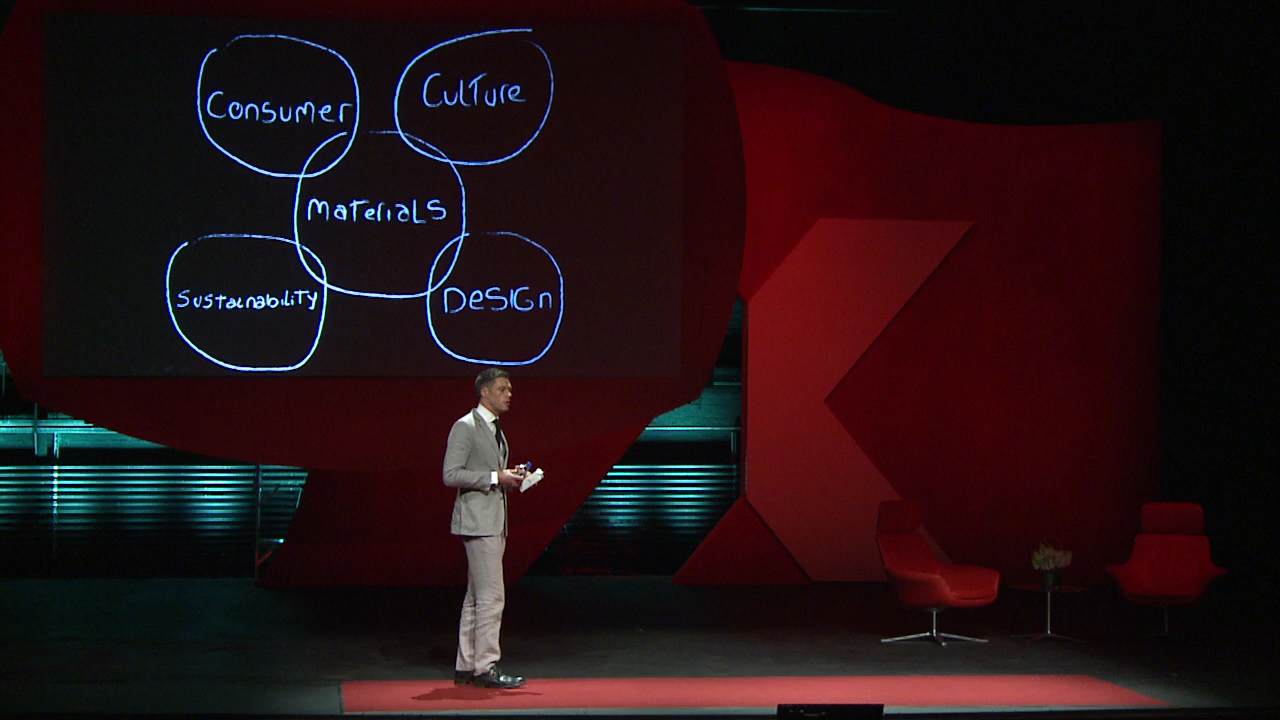 Consumer
Culture
MaterialS
Sustainability
DeSIGn